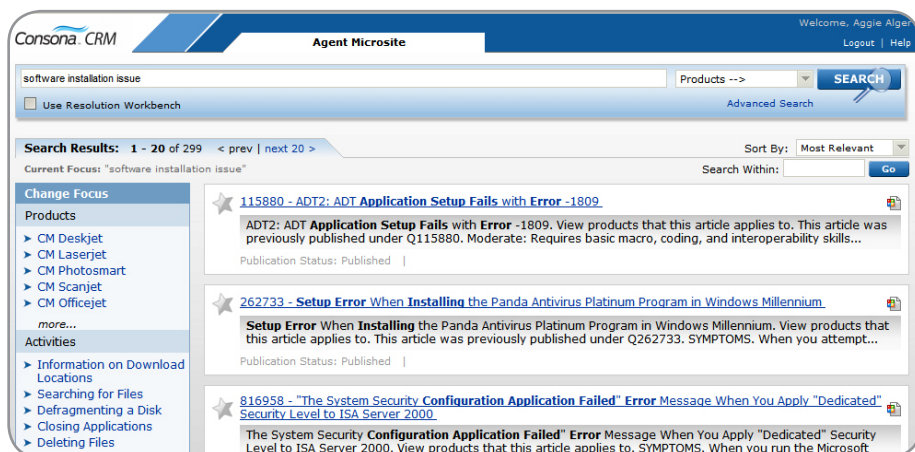 Welcome, Aggie Alger
Consona CRM
Agent Microsite
Logout | Help
software installation issue
Products -->
SEARCH
Use Resolution Workbench
Advanced Search
Search Results: 1 - 20 of 299 < prev | next 20 >
Sort By: Most Relevant
Current Focus: "software installation issue"
Search Within:
Go
Change Focus
Products
CM Deskjet
CM Laserjet
CM Photosmart
CM Scanjet
CM Officejet
more...
Activities
Information on Download
Locations
Searching for Files
Defragmenting a Disk
Closing Applications
Deleting Files
115880 - ADT2: ADT Application Setup Fails with Error -1809
ADT2: ADT Application Setup Fails with Error -1809. View products that this article applies to. This article was
previously published under Q115880. Moderate: Requires basic macro, coding, and interoperability skills...
Publication Status: Published |
262733 - Setup Error When Installing the Panda Antivirus Platinum Program in Windows Millennium
Setup Error When Installing the Panda Antivirus Platinum Program in Windows Millennium. View products that
this article applies to. This article was previously published under Q262733. SYMPTOMS. When you attempt...
Publication Status: Published |
816958 - "The System Security Configuration Application Failed" Error Message When You Apply "Dedicated"
Security Level to ISA Server 2000
The System Security Configuration Application Failed" Error Message When You Apply "Dedicated" Security
Level to ISA Server 2000. View products that this article applies to. SYMPTOMS. When you run the Microsoft